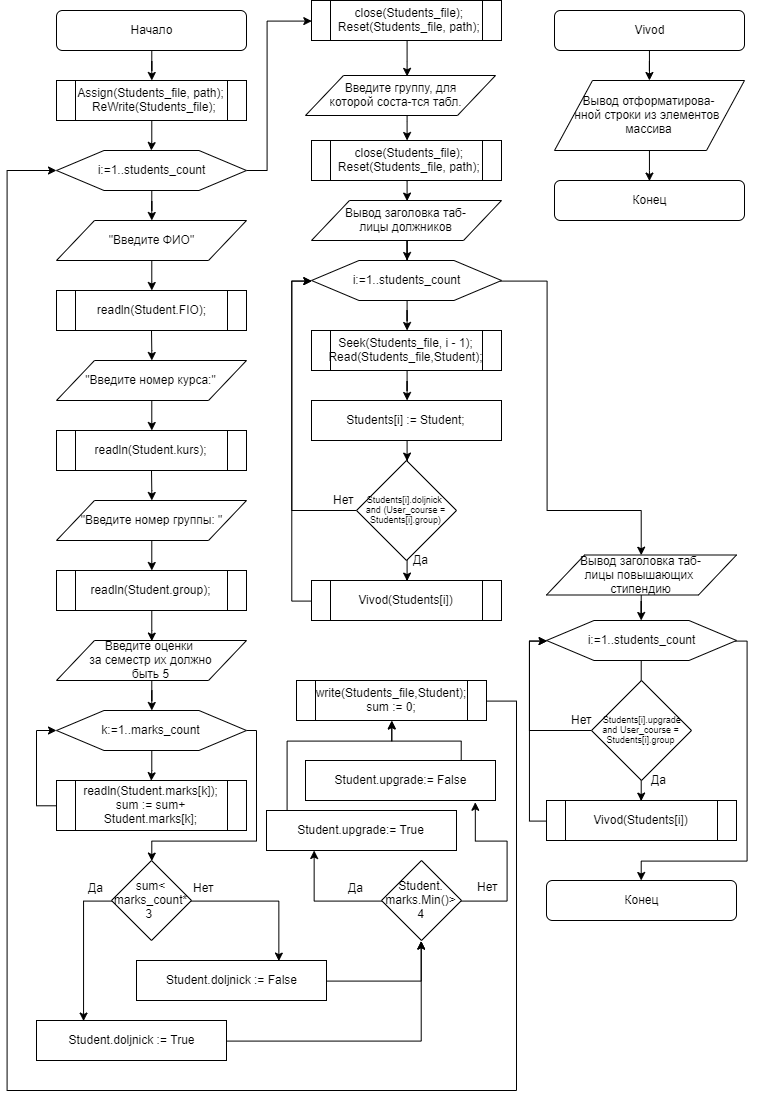 Начало
Assign(Students_file, path);
ReWrite(Students_file);
i:=1..students_count
"Введите ФИО"
readln(Student.FIO);
"Введите номер курса:"
readln(Student.kurs);
"Введите номер группы: "
readln(Student.group);
Введите оценки
за семестр их должно
быть 5
k:=1..marks_count
readln(Student.marks[k]);
sum := sum+
Student.marks[k];
sum<
marks_count*
3
Да
Нет
Student.doljnick := False
Student.doljnick := True
Student.
marks.Min()>
4
Да
Нет
Student.upgrade:= True
Student.upgrade:= False
write(Students_file,Student);
sum := 0;
close(Students_file);
Reset(Students_file, path);
Введите группу, для
которой соста-тся табл.
close(Students_file);
Reset(Students_file, path);
Вывод заголовка таб-
лицы должников
i:=1..students_count
Seek(Students_file, i - 1);
Read(Students_file,Student);
Students[i] := Student;
Students[i].doljnick
and (User_course =
Students[i].group)
Нет
Да
Vivod(Students[i])
Вывод заголовка таб-
лицы повышающих
стипендию
i:=1..students_count
Students[i].upgrade
and User_course =
Students[i].group
Нет
Да
Vivod(Students[i])
Конец
Vivod
Вывод отформатирова-
нной строки из элементов
массива
Конец